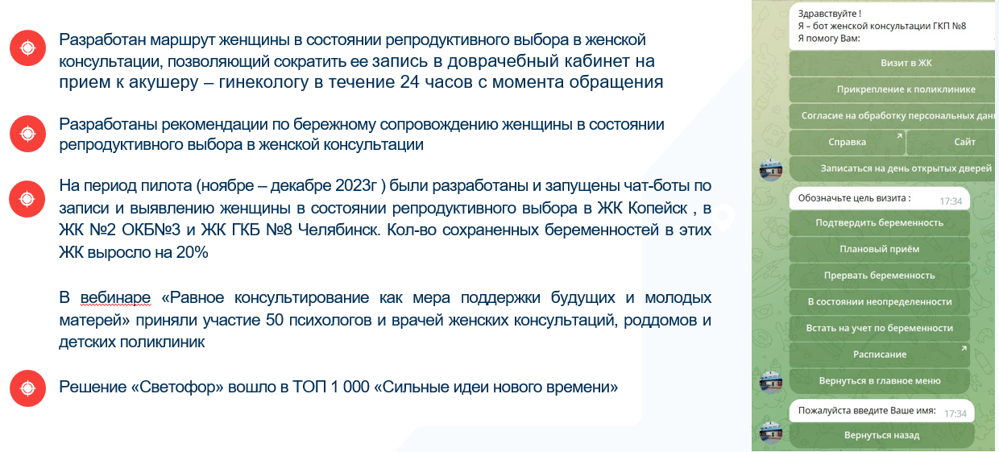 Разработан маршрут женщины в состоянии репродуктивного выбора в женской
консультации, позволяющий сократить ее запись в доврачебный кабинет на
прием к акушеру – гинекологу в течение 24 часов с момента обращения
Разработаны рекомендации по бережному сопровождению женщины в состоянии
репродуктивного выбора в женской консультации
На период пилота (ноябре – декабре 2023г ) были разработаны и запущены чат-боты по
записи и выявлению женщины в состоянии репродуктивного выбора в ЖК Копейск , в
ЖК №2 ОКБ№3 и ЖК ГКБ №8 Челябинск. Кол-во сохраненных беременностей в этих
ЖК выросло на 20%
В вебинаре «Равное консультирование как мера поддержки будущих и молодых
матерей» приняли участие 50 психологов и врачей женских консультаций, роддомов и
детских поликлиник
Решение «Светофор» вошло в ТОП 1 000 «Сильные идеи нового времени»
Здравствуйте !
Я – бот женской консультации ГКП №8
Я помогу Вам:
Визит в ЖК
Прикрепление к поликлинике
Согласие на обработку персональных дан
Справка
Сайт
Записаться на день открытых дверей
Обозначьте цель визита :
17:34
Подтвердить беременность
Плановый приём
Прервать беременность
В состоянии неопределенности
Встать на учет по беременности
Расписание
Вернуться в главное меню
Пожалуйста введите Ваше имя:
17:34
Вернуться назад